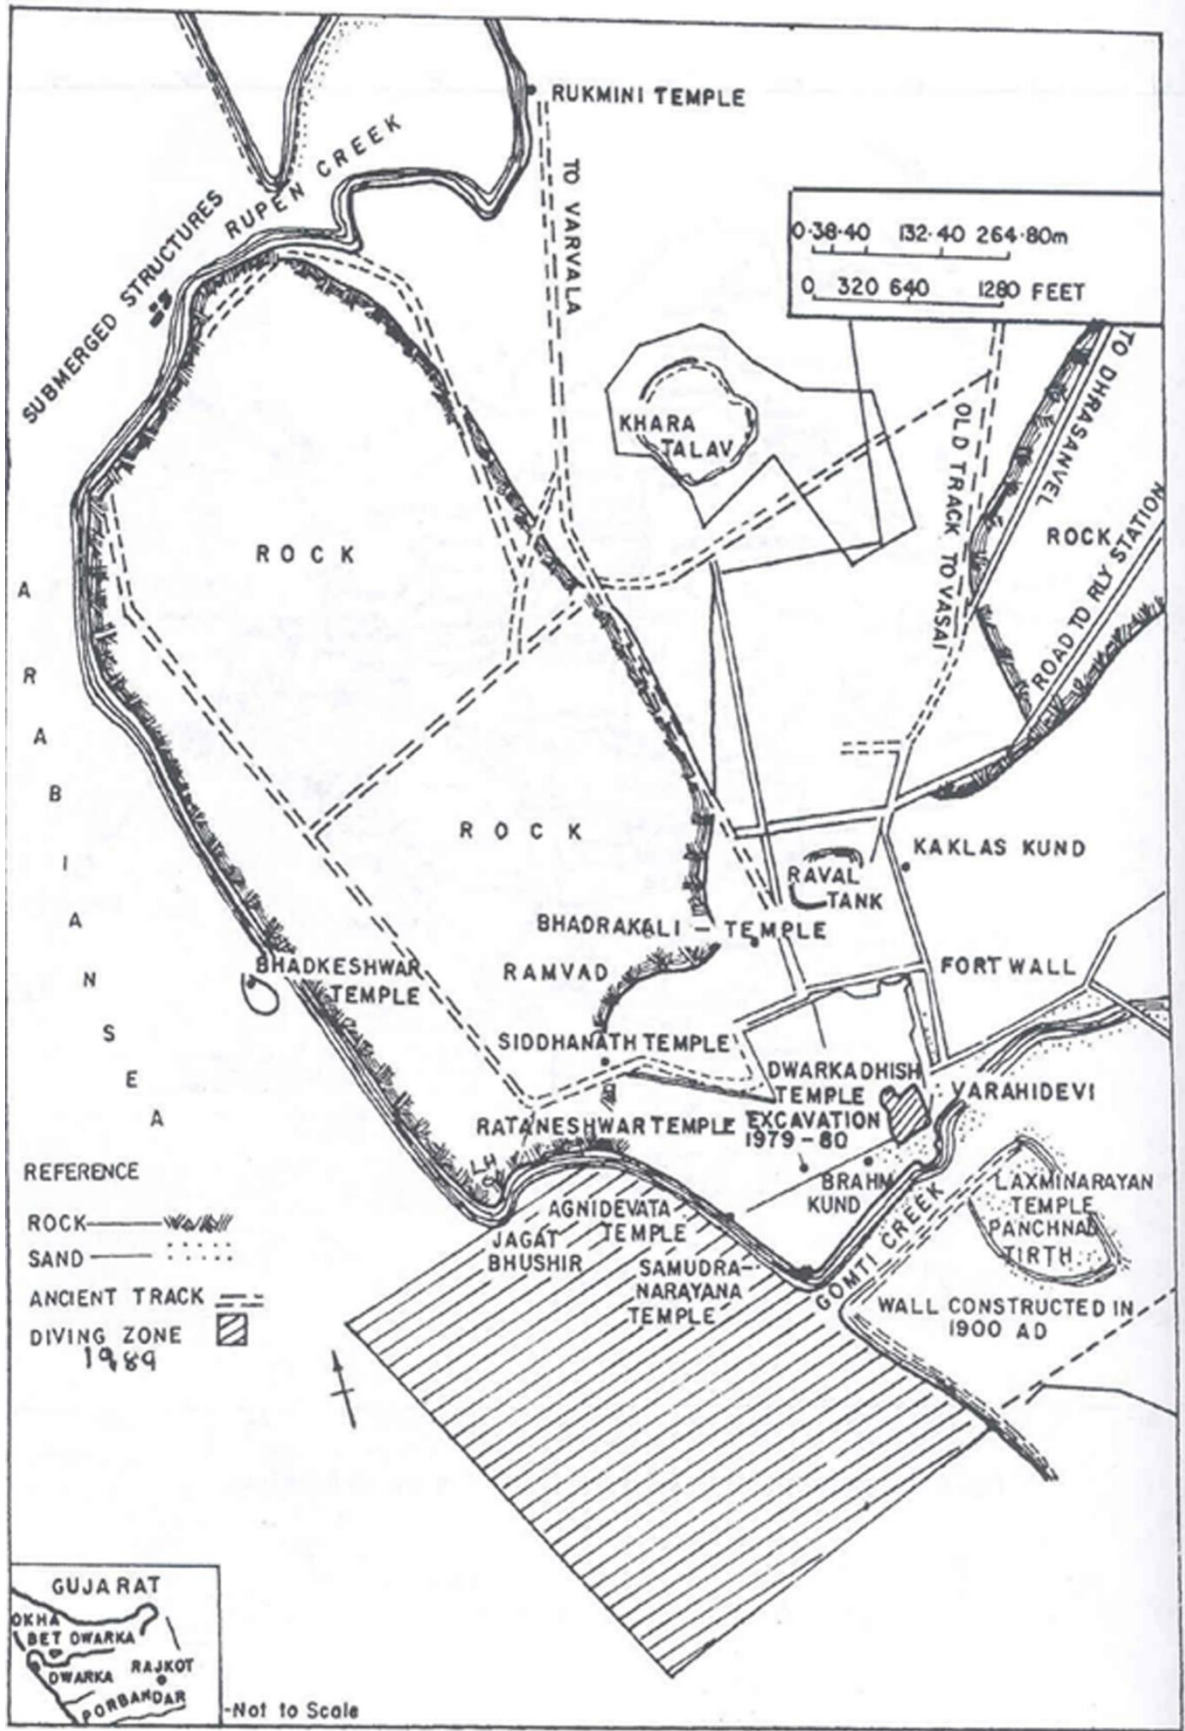 RUKMINI TEMPLE
RUPEN CREEK
SUBMERGED STRUCTURES
TO VARVALA
0·38·40 132·40 264·80m
0 320 640 1280 FEET
KHARA
TALAV
OLD TRACK TO VASAI
TO DHRASANVEL
ROCK
ROAD TO RLY STATION
ROCK
ROCK
ARABIAN SEA
KAKLAS KUND
RAVAL
TANK
BHADRAKALI - TEMPLE
RAMVAD
FORT WALL
BHADKESHWAR
TEMPLE
SIDDHANATH TEMPLE
DWARKADHISH
TEMPLE
EXCAVATION
1979-80
VARAHIDEVI
RATANESHWAR TEMPLE
LH
BRAHM
KUND
LAXMINARAYAN
TEMPLE
PANCHNAD
TIRTH
AGNIDEVATA
TEMPLE
JAGAT
BHUSHIR
SAMUDRA-
NARAYANA
TEMPLE
GOMTI CREEK
WALL CONSTRUCTED IN
1900 AD
REFERENCE
ROCK
SAND
ANCIENT TRACK
DIVING ZONE
1989
GUJARAT
OKHA
BET DWARKA
DWARKA
RAJKOT
PORBANDAR
-Not to Scale